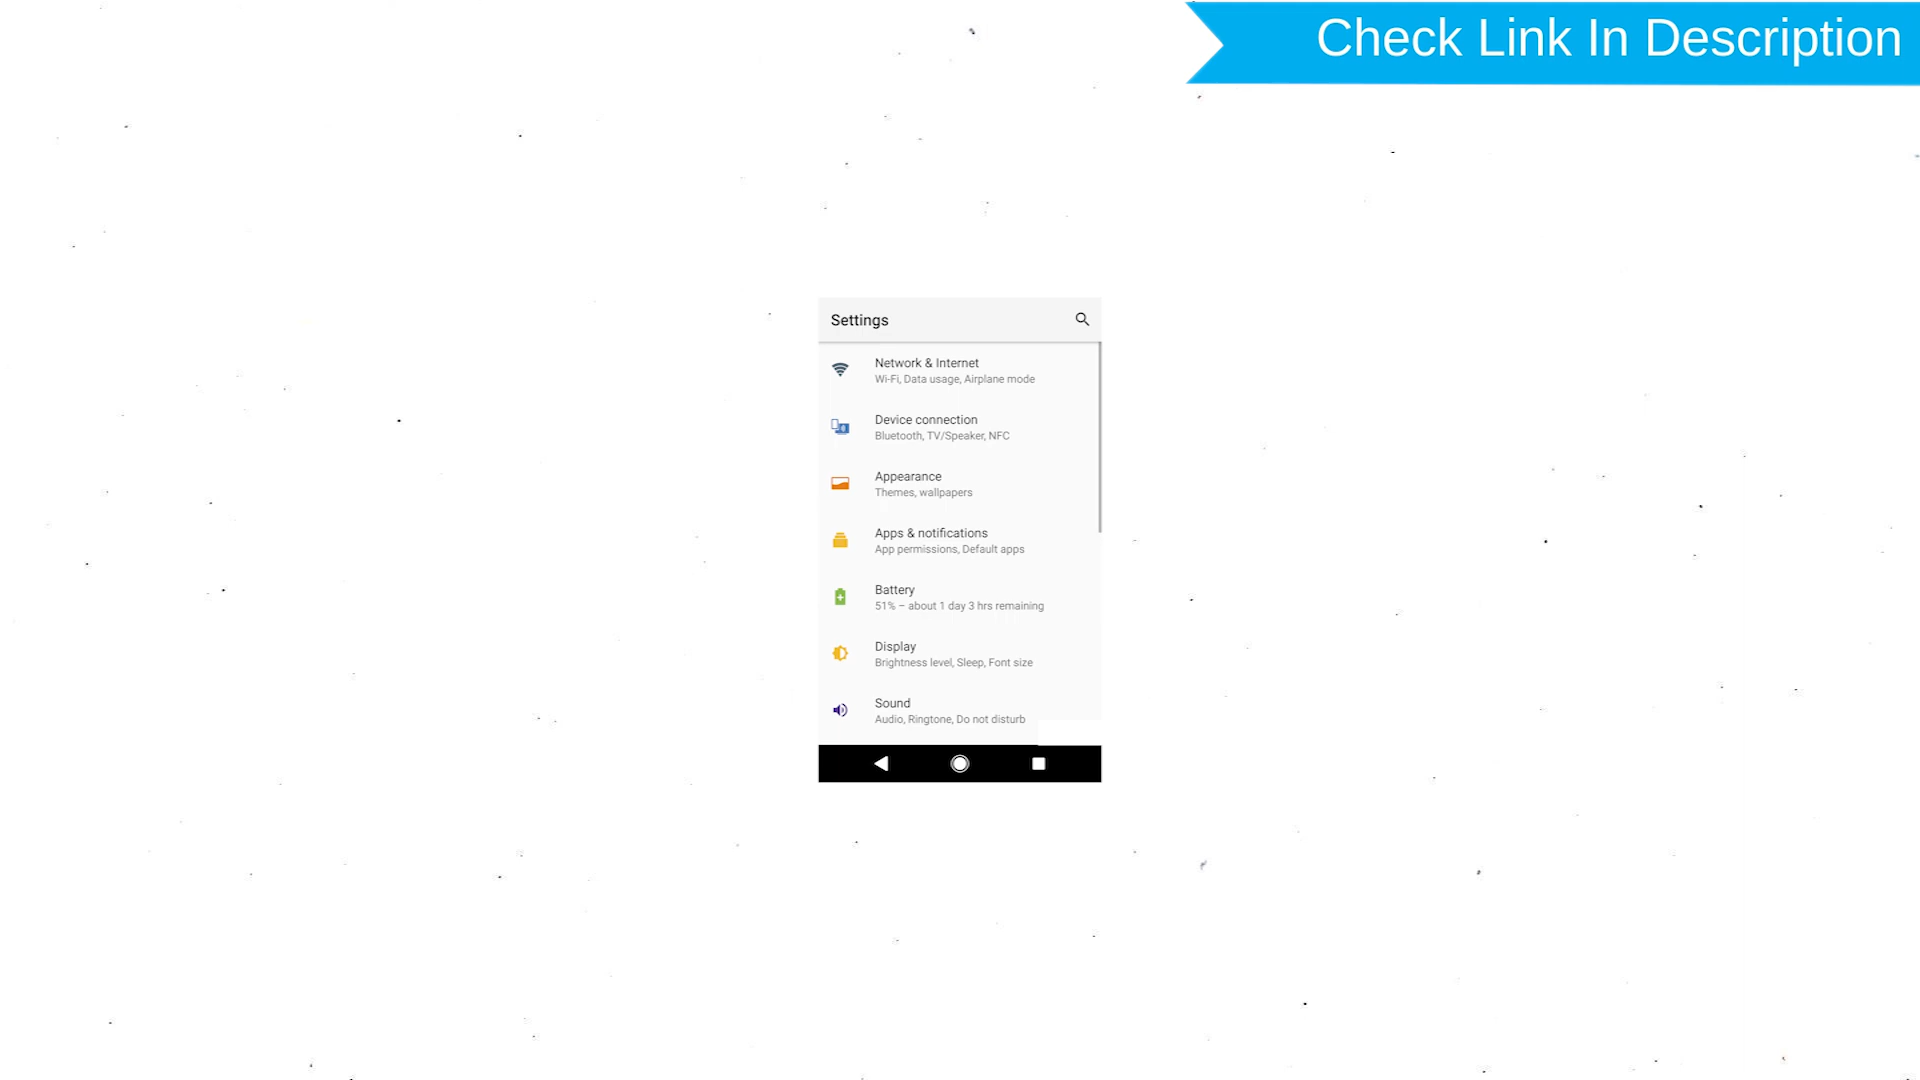 Check Link In Description
Settings
Network & Internet
Wi-Fi, Data usage, Airplane mode
Device connection
Bluetooth, TV/Speaker, NFC
Appearance
Themes, wallpapers
Apps & notifications
App permissions, Default apps
Battery
51% – about 1 day 3 hrs remaining
Display
Brightness level, Sleep, Font size
Sound
Audio, Ringtone, Do not disturb